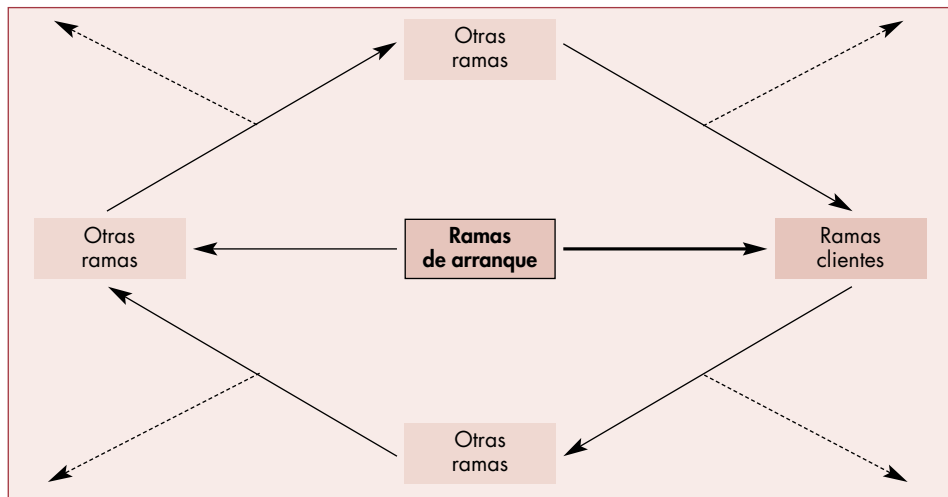 Otras
ramas
Otras
ramas
Ramas
de arranque
Ramas
clientes
Otras
ramas